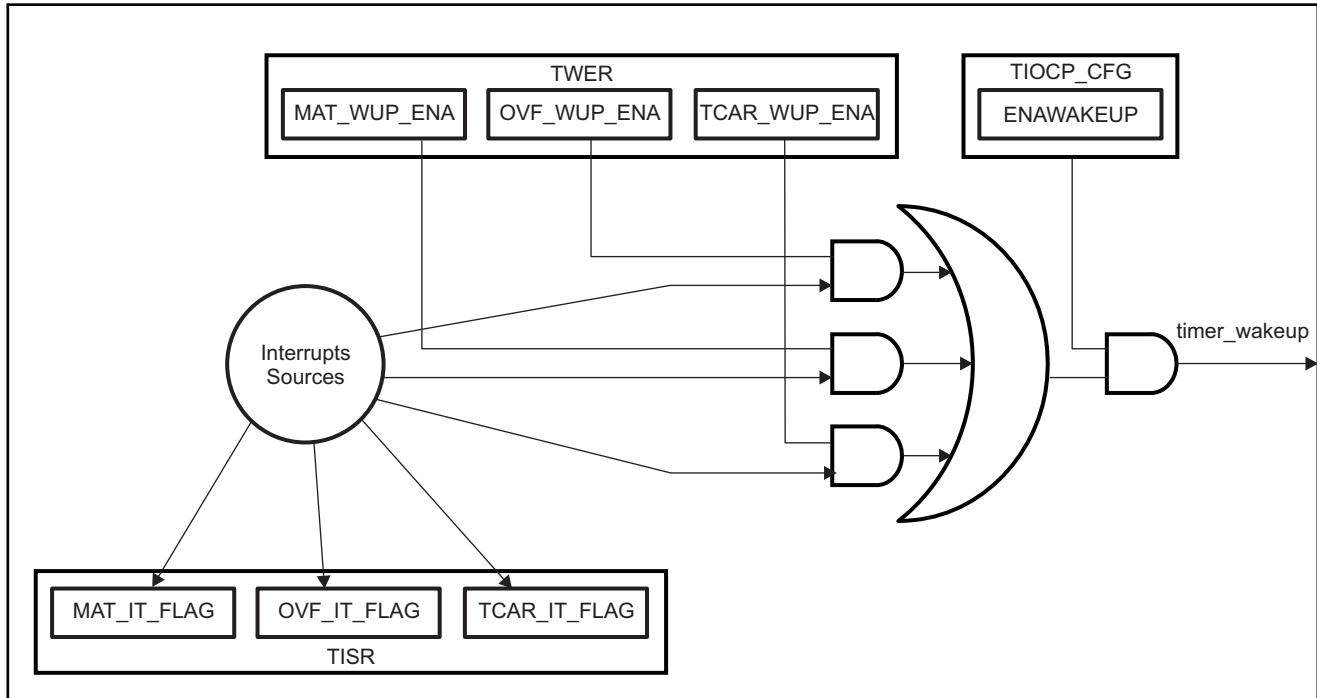 TWER
MAT_WUP_ENA
OVF_WUP_ENA
TCAR_WUP_ENA
TIOCP_CFG
ENAWAKEUP
Interrupts
Sources
timer_wakeup
MAT_IT_FLAG
OVF_IT_FLAG
TCAR_IT_FLAG
TISR